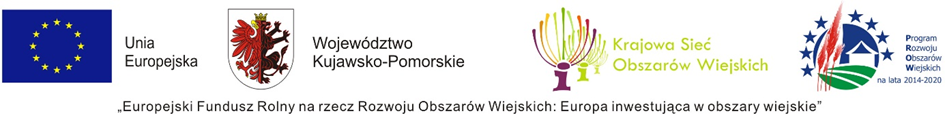 Unia
Europejska
Województwo
Kujawsko-Pomorskie
Krajowa Sieć
Obszarów Wiejskich
Program
Rozwoju
Obszarów
Wiejskich
na lata 2014-2020
„Europejski Fundusz Rolny na rzecz Rozwoju Obszarów Wiejskich: Europa inwestująca w obszary wiejskie”